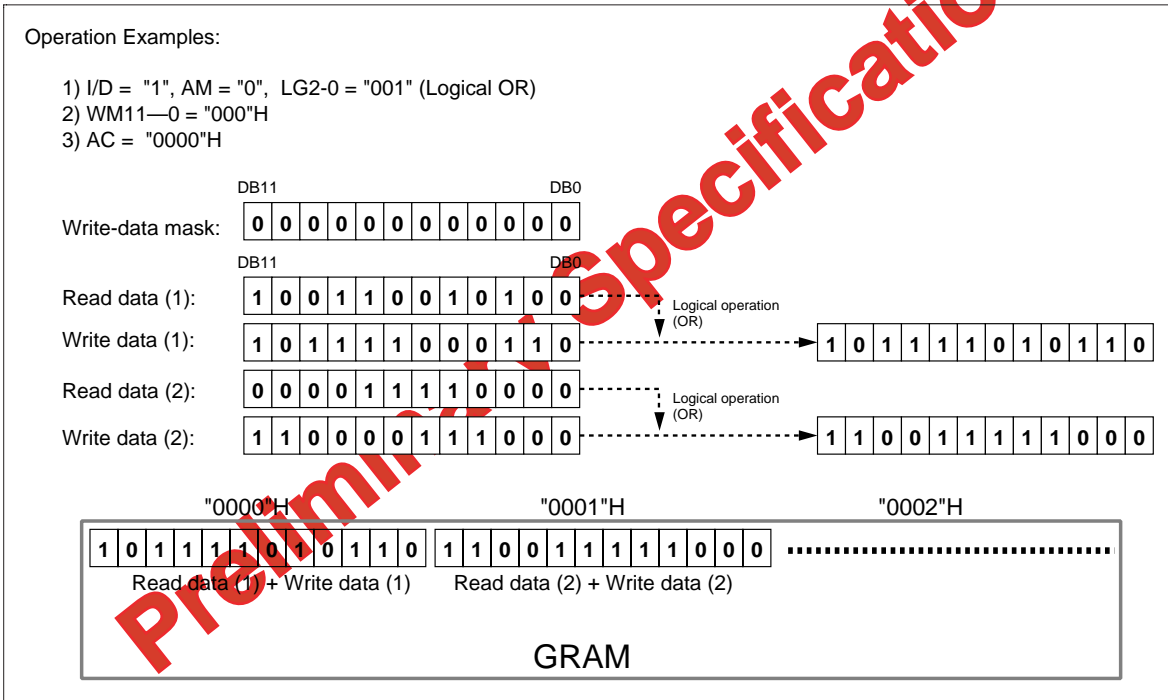 Operation Examples:
1) I/D = "1", AM = "0", LG2-0 = "001" (Logical OR)
2) WM11—0 = "000"H
3) AC = "0000"H
DB11 DB0
Write-data mask: 0 0 0 0 0 0 0 0 0 0 0 0
DB11 DB0
Read data (1): 1 0 0 1 1 0 0 1 0 1 0 0
Logical operation
(OR)
Write data (1): 1 0 1 1 1 1 0 0 0 1 1 0
1 0 1 1 1 1 0 1 0 1 1 0
Read data (2): 0 0 0 0 1 1 1 1 0 0 0 0
Logical operation
(OR)
Write data (2): 1 1 0 0 0 0 1 1 1 0 0 0
1 1 0 0 1 1 1 1 1 0 0 0
"0000"H "0001"H "0002"H
1 0 1 1 1 1 0 1 0 1 1 0 1 1 0 0 1 1 1 1 1 0 0 0
Read data (1) + Write data (1) Read data (2) + Write data (2)
GRAM
Preliminary Specificatio